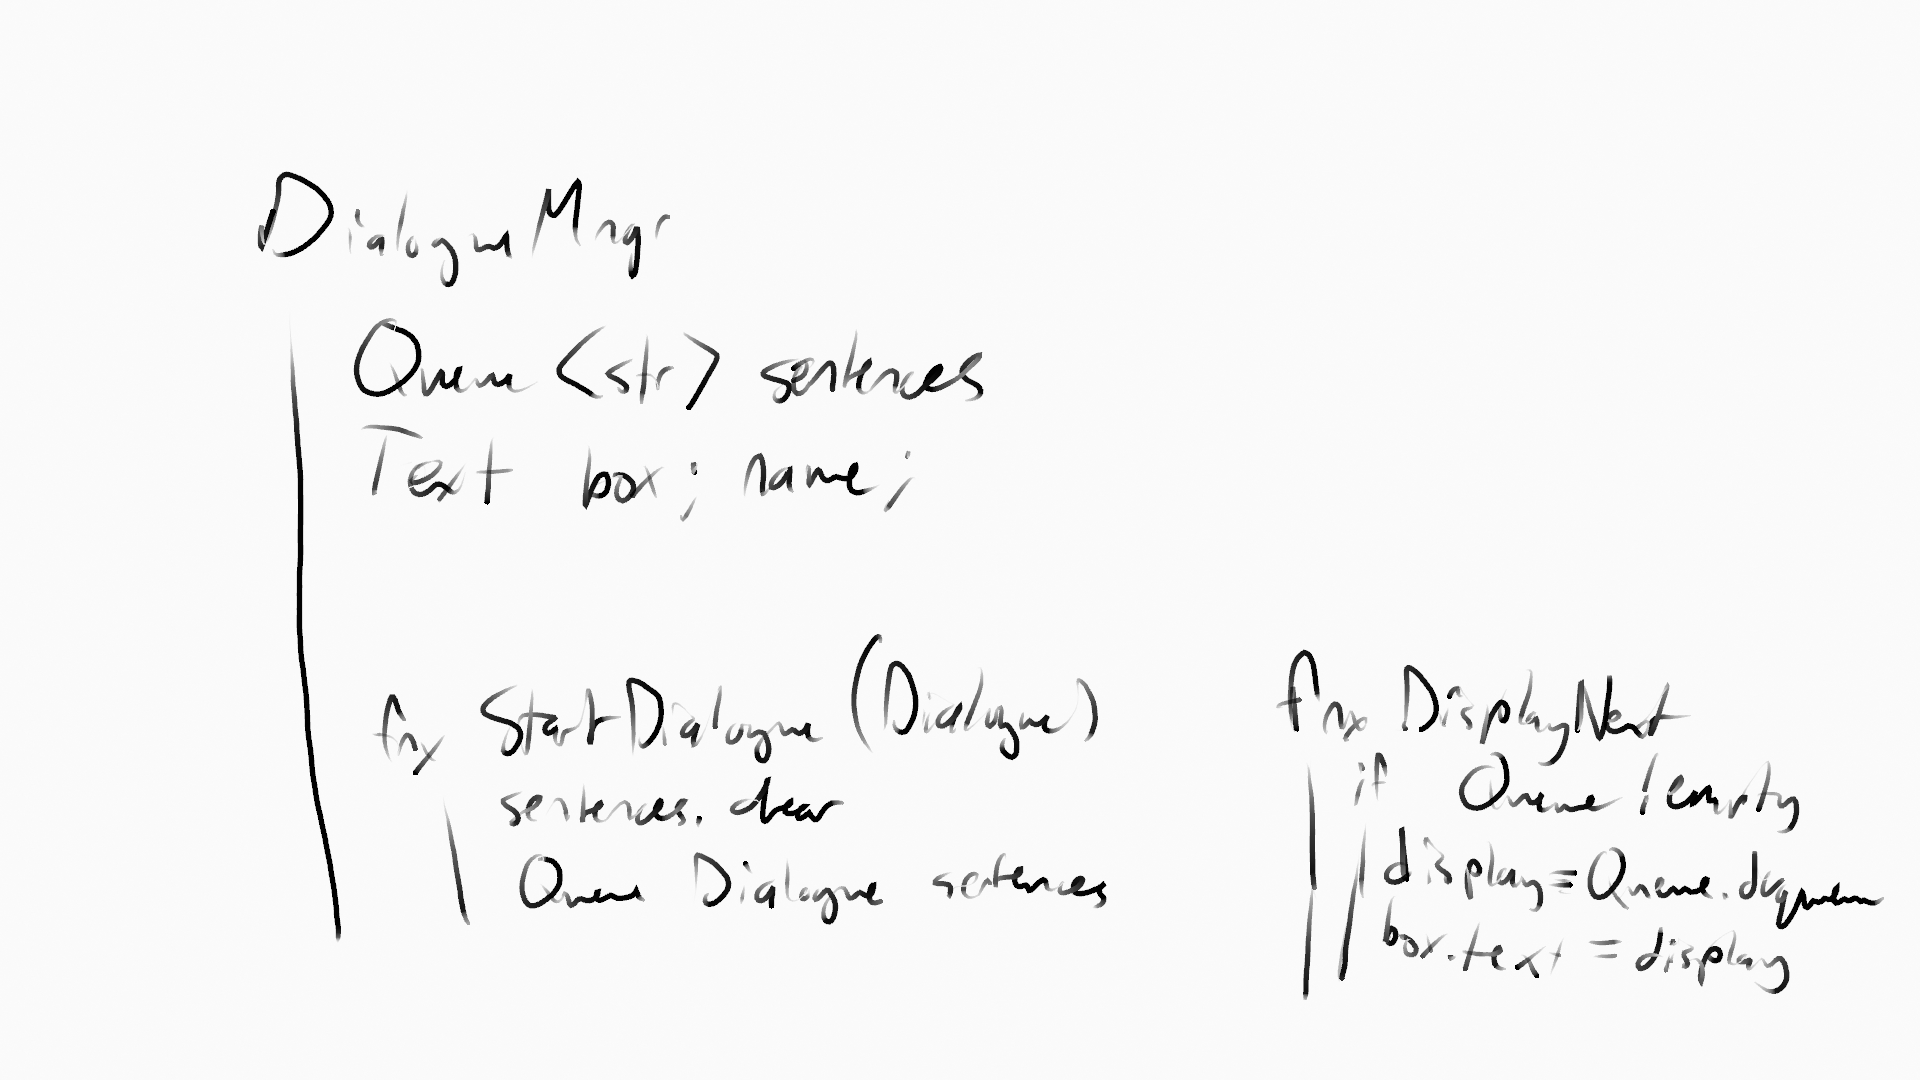 DialogueMngr
Queue <str> sentences
Text box; name;
fnx StartDialogue (Dialogue)
sentences.clear
Queue Dialogue sentences
fnx DisplayNext
if Queue !empty
display=Queue.dequeue
box.text = display